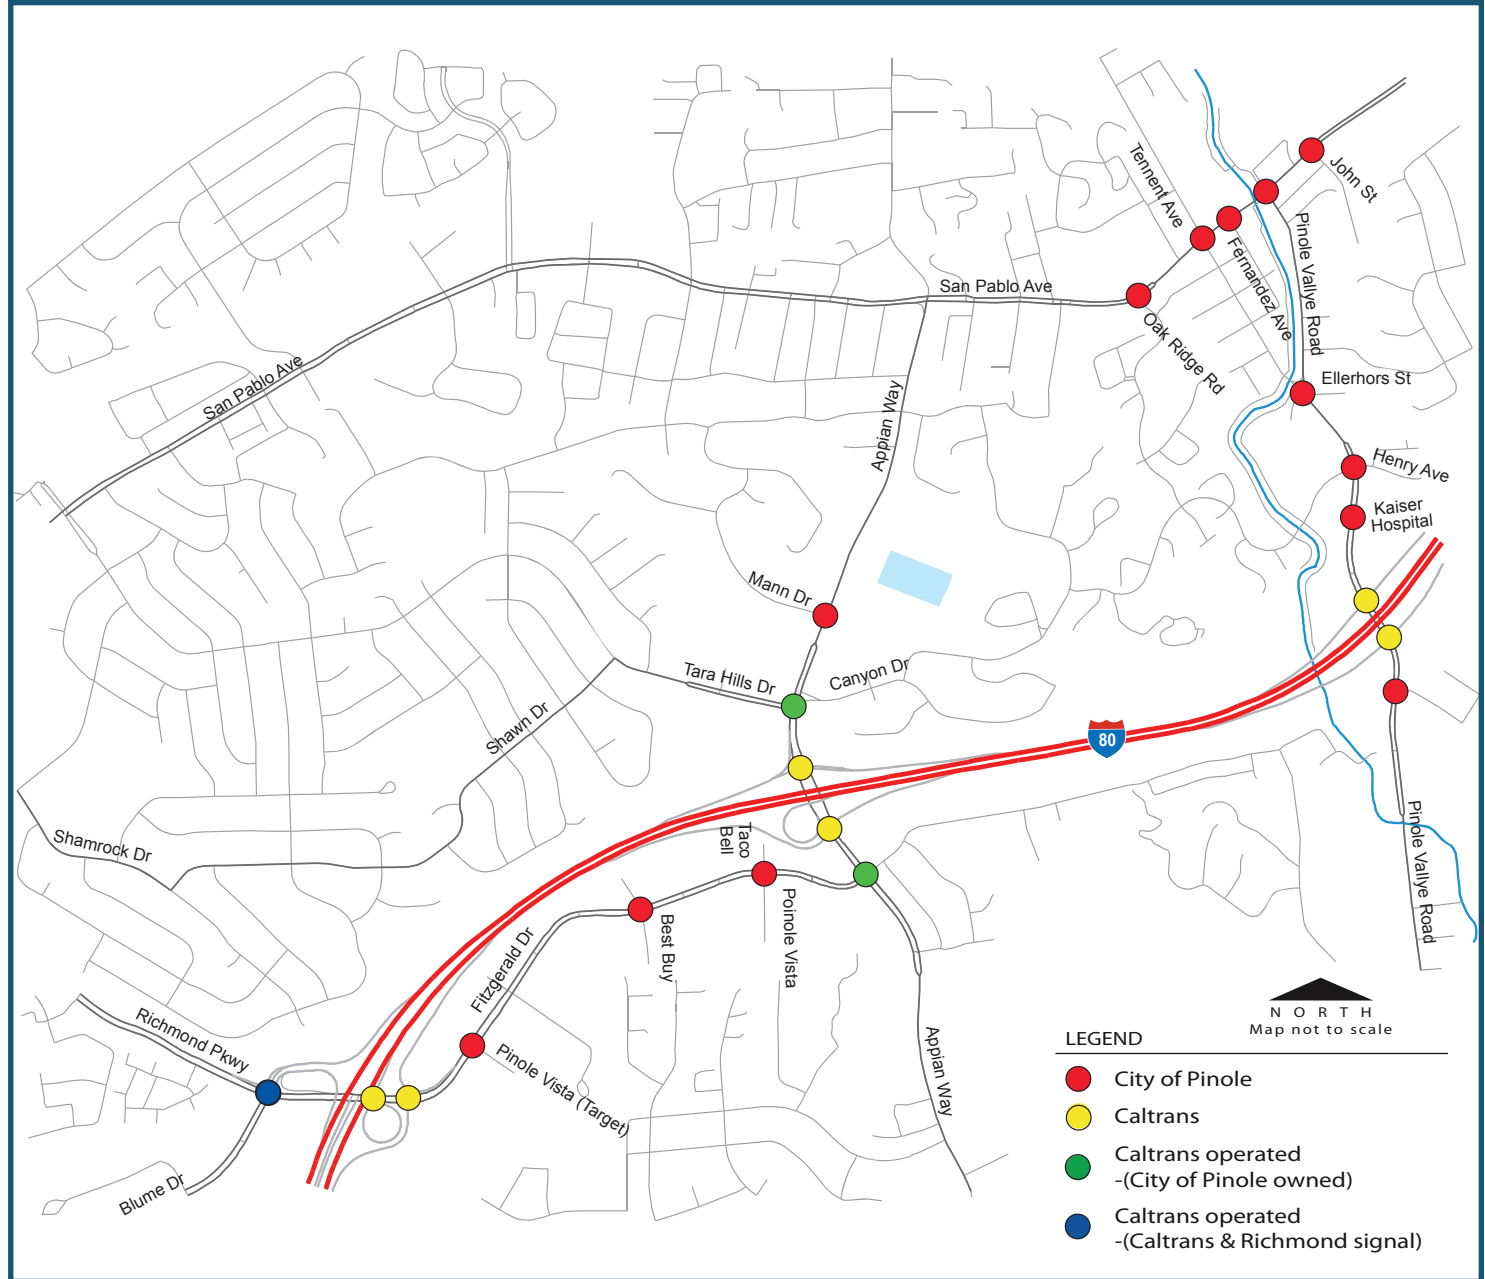 John St
Tennent Ave
Pinole Vallye Road
Fernandez Ave
San Pablo Ave
Oak Ridge Rd
San Pablo Ave
Ellerhors St
Appian Way
Henry Ave
Kaiser
Hospital
Mann Dr
Tara Hills Dr
Canyon Dr
Shawn Dr
80
Shamrock Dr
Taco
Bell
Pinole Vallye Road
Poinole Vista
Best Buy
Fitzgerald Dr
Richmond Pkwy
Pinole Vista (Target)
Appian Way
Blume Dr
NORTH
Map not to scale
LEGEND
City of Pinole
Caltrans
Caltrans operated
-(City of Pinole owned)
Caltrans operated
-(Caltrans & Richmond signal)